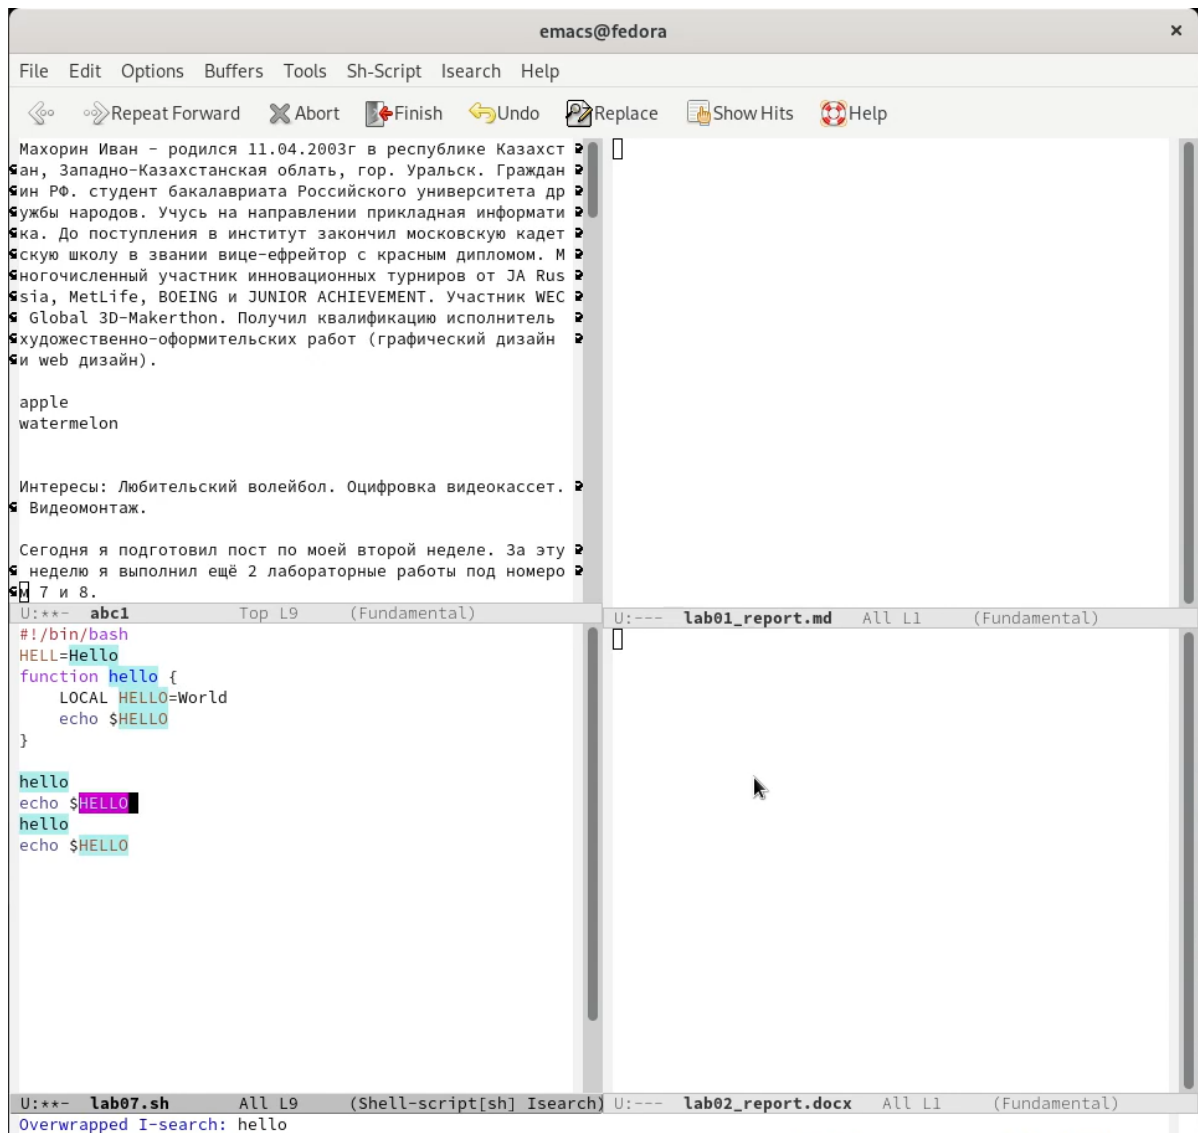 emacs@fedora
File Edit Options Buffers Tools Sh-Script Isearch Help
Repeat Forward Abort Finish Undo Replace Show Hits Help
Махорин Иван - родился 11.04.2003г в республике Казахст
ан, Западно-Казахстанская облать, гор. Уральск. Граждан
ин РФ. студент бакалавриата Российского университета др
ужбы народов. Учусь на направлении прикладная информати
ка. До поступления в институт закончил московскую кадет
скую школу в звании вице-ефрейтор с красным дипломом. М
ногочисленный участник инновационных турниров от JA Rus
sia, MetLife, BOEING и JUNIOR ACHIEVEMENT. Участник WEC
Global 3D-Makerthon. Получил квалификацию исполнитель
художественно-оформительских работ (графический дизайн
и web дизайн).
apple
watermelon
Интересы: Любительский волейбол. Оцифровка видеокассет.
Видеомонтаж.
Сегодня я подготовил пост по моей второй неделе. За эту
неделю я выполнил ещё 2 лабораторные работы под номеро
м 7 и 8.
U:**- abc1 Top L9 (Fundamental)
U:--- lab01_report.md All L1 (Fundamental)
#!/bin/bash
HELL=Hello
function hello {
    LOCAL HELLO=World
    echo $HELLO
}
hello
echo $HELLO
hello
echo $HELLO
U:**- lab07.sh All L9 (Shell-script[sh] Isearch)
U:--- lab02_report.docx All L1 (Fundamental)
Overwrapped I-search: hello